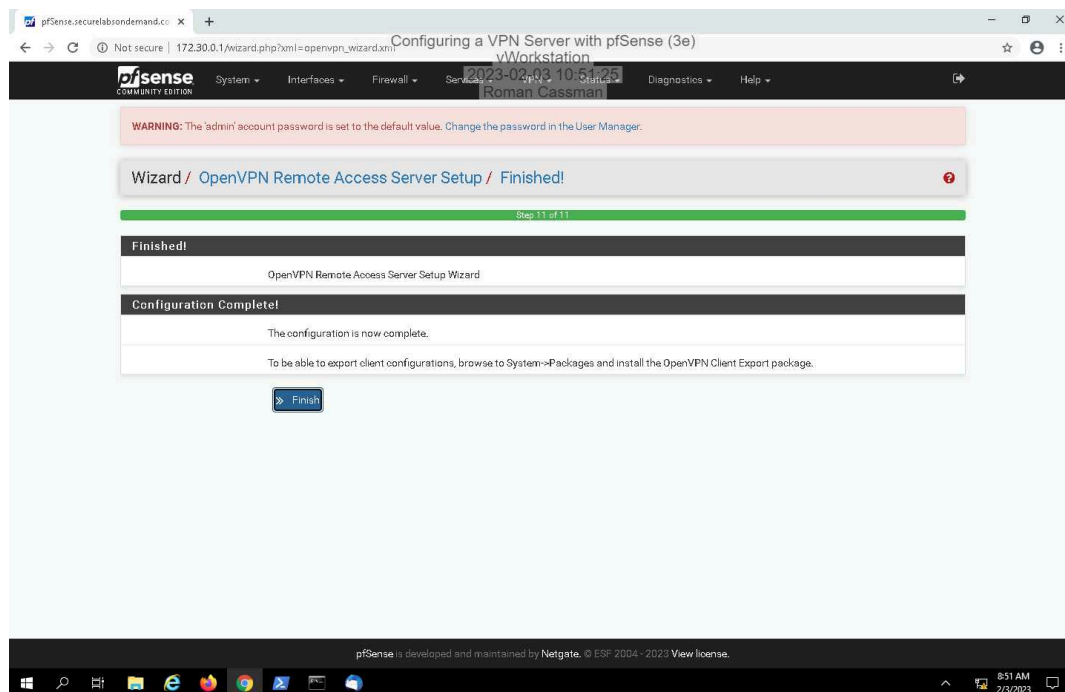 pfSense.securelabsondemand.co
Not secure | 172.30.0.1/wizard.php?xml=openvpn_wizard.xml
Configuring a VPN Server with pfSense (3e)
vWorkstation
2023-02-03 10:51:25
Roman Cassman
pfsense
COMMUNITY EDITION
System Interfaces Firewall Services VPN Status Diagnostics Help
WARNING: The 'admin' account password is set to the default value. Change the password in the User Manager.
Wizard / OpenVPN Remote Access Server Setup / Finished!
Step 11 of 11
Finished!
OpenVPN Remote Access Server Setup Wizard
Configuration Complete!
The configuration is now complete.
To be able to export client configurations, browse to System->Packages and install the OpenVPN Client Export package.
» Finish
pfSense is developed and maintained by Netgate. © ESF 2004 - 2023 View license.
8:51 AM
2/3/2023